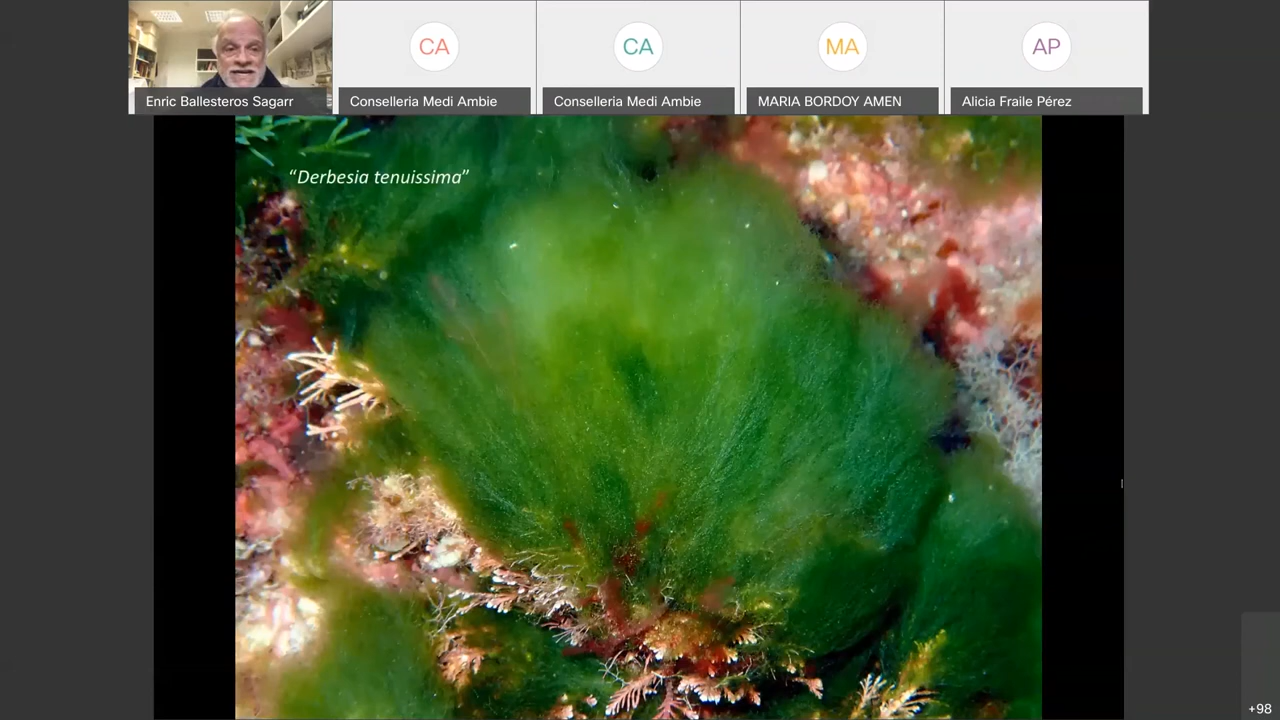 CA
CA
MA
AP
Enric Ballesteros Sagarr
Conselleria Medi Ambie
Conselleria Medi Ambie
MARIA BORDOY AMEN
Alicia Fraile Pérez
“Derbesia tenuissima”
+98